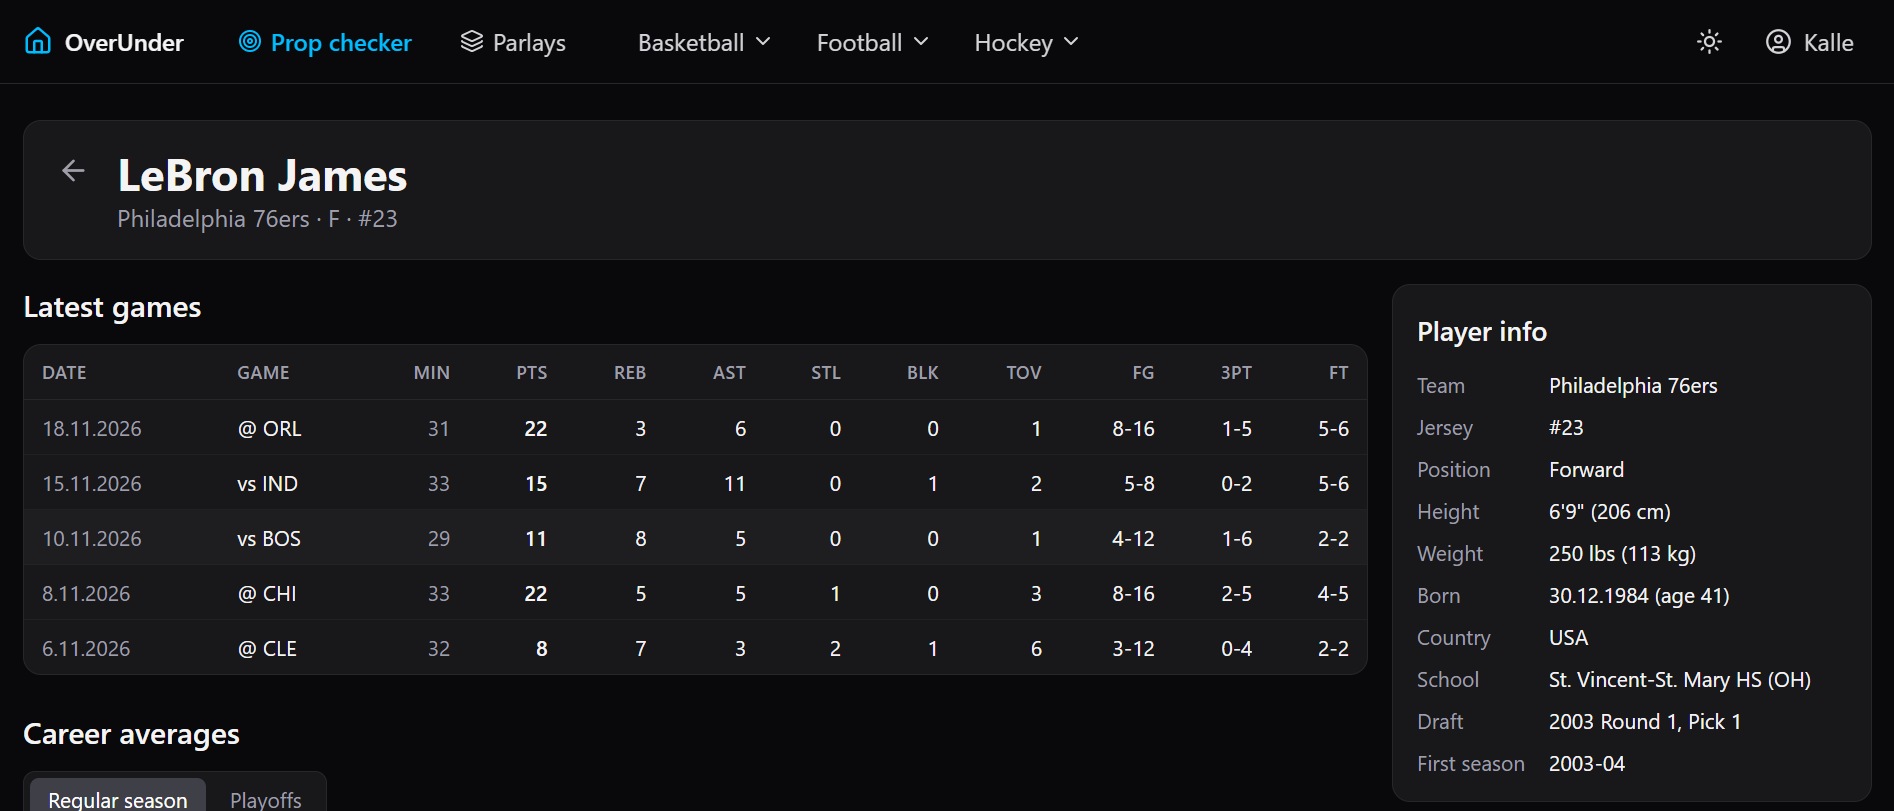 OverUnder Prop checker Parlays Basketball Football Hockey Kalle
LeBron James
Philadelphia 76ers · F · #23
Latest games
DATE GAME MIN PTS REB AST STL BLK TOV FG 3PT FT
18.11.2026 @ ORL 31 22 3 6 0 0 1 8-16 1-5 5-6
15.11.2026 vs IND 33 15 7 11 0 1 2 5-8 0-2 5-6
10.11.2026 vs BOS 29 11 8 5 0 0 1 4-12 1-6 2-2
8.11.2026 @ CHI 33 22 5 5 1 0 3 8-16 2-5 4-5
6.11.2026 @ CLE 32 8 7 3 2 1 6 3-12 0-4 2-2
Career averages
Regular season Playoffs
Player info
Team Philadelphia 76ers
Jersey #23
Position Forward
Height 6'9" (206 cm)
Weight 250 lbs (113 kg)
Born 30.12.1984 (age 41)
Country USA
School St. Vincent-St. Mary HS (OH)
Draft 2003 Round 1, Pick 1
First season 2003-04